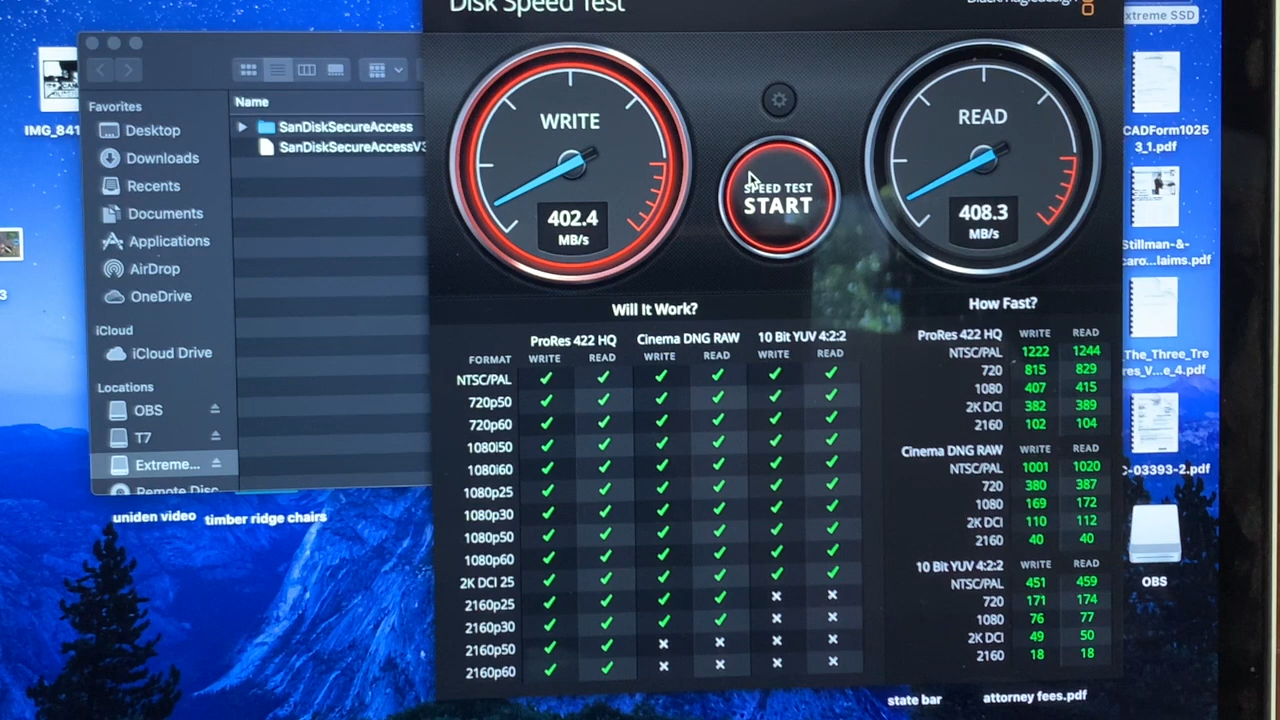 Disk Speed Test
Blackmagicdesign
xtreme SSD
IMG_841
Favorites
Desktop
Downloads
Recents
Documents
Applications
AirDrop
OneDrive
iCloud
iCloud Drive
Locations
OBS
T7
Extreme...
Remote Disc
Name
SanDiskSecureAccess
SanDiskSecureAccessV3
3
uniden video
timber ridge chairs
WRITE
402.4
MB/s
SPEED TEST
START
READ
408.3
MB/s
Will It Work?
ProRes 422 HQ Cinema DNG RAW 10 Bit YUV 4:2:2
FORMAT WRITE READ WRITE READ WRITE READ
NTSC/PAL ✓ ✓ ✓ ✓ ✓ ✓
720p50 ✓ ✓ ✓ ✓ ✓ ✓
720p60 ✓ ✓ ✓ ✓ ✓ ✓
1080i50 ✓ ✓ ✓ ✓ ✓ ✓
1080i60 ✓ ✓ ✓ ✓ ✓ ✓
1080p25 ✓ ✓ ✓ ✓ ✓ ✓
1080p30 ✓ ✓ ✓ ✓ ✓ ✓
1080p50 ✓ ✓ ✓ ✓ ✓ ✓
1080p60 ✓ ✓ ✓ ✓ ✓ ✓
2K DCI 25 ✓ ✓ ✓ ✓ ✓ ✓
2160p25 ✓ ✓ ✓ ✓ × ×
2160p30 ✓ ✓ ✓ ✓ × ×
2160p50 ✓ ✓ × × × ×
2160p60 ✓ ✓ × × × ×
How Fast?
ProRes 422 HQ WRITE READ
NTSC/PAL 1222 1244
720 815 829
1080 407 415
2K DCI 382 389
2160 102 104
Cinema DNG RAW WRITE READ
NTSC/PAL 1001 1020
720 380 387
1080 169 172
2K DCI 110 112
2160 40 40
10 Bit YUV 4:2:2 WRITE READ
NTSC/PAL 451 459
720 171 174
1080 76 77
2K DCI 49 50
2160 18 18
CADForm1025
3_1.pdf
Stillman-&-
caro...laims.pdf
The_Three_Tre
res_V...e_4.pdf
C-03393-2.pdf
OBS
state bar
attorney fees.pdf